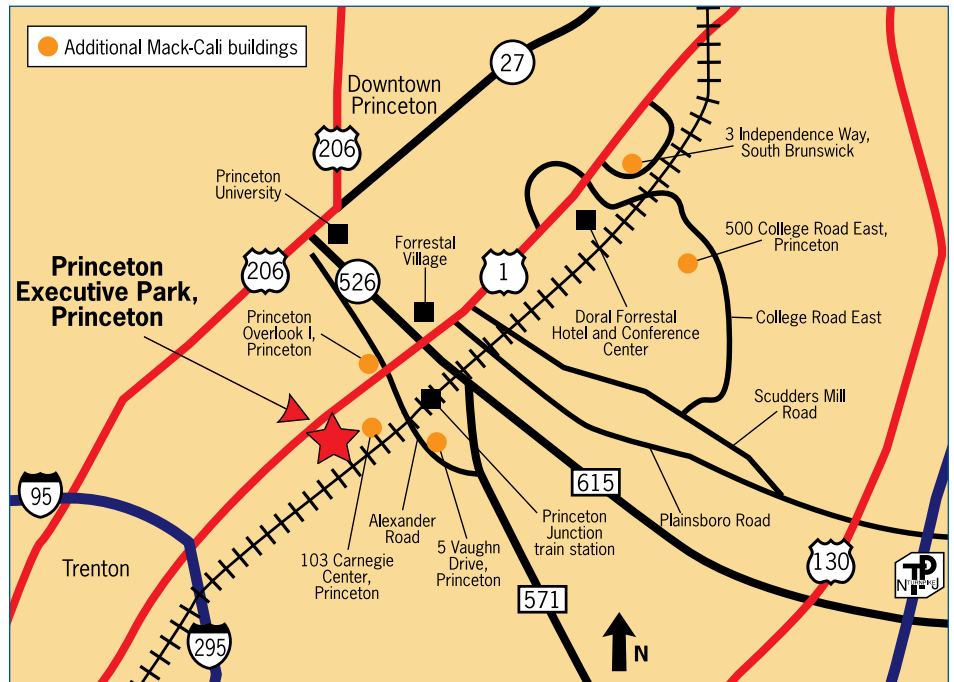 Additional Mack-Cali buildings
27
Downtown
Princeton
206
3 Independence Way,
South Brunswick
Princeton
University
500 College Road East,
Princeton
Forrestal
Village
206
1
526
Princeton
Executive Park,
Princeton
Princeton
Overlook I,
Princeton
Doral Forrestal
Hotel and Conference
Center
College Road East
Scudders Mill
Road
95
615
Plainsboro Road
Alexander
Road
Princeton
Junction
train station
5 Vaughn
Drive,
Princeton
103 Carnegie
Center,
Princeton
Trenton
130
N TP J
TURNPIKE
571
295
N